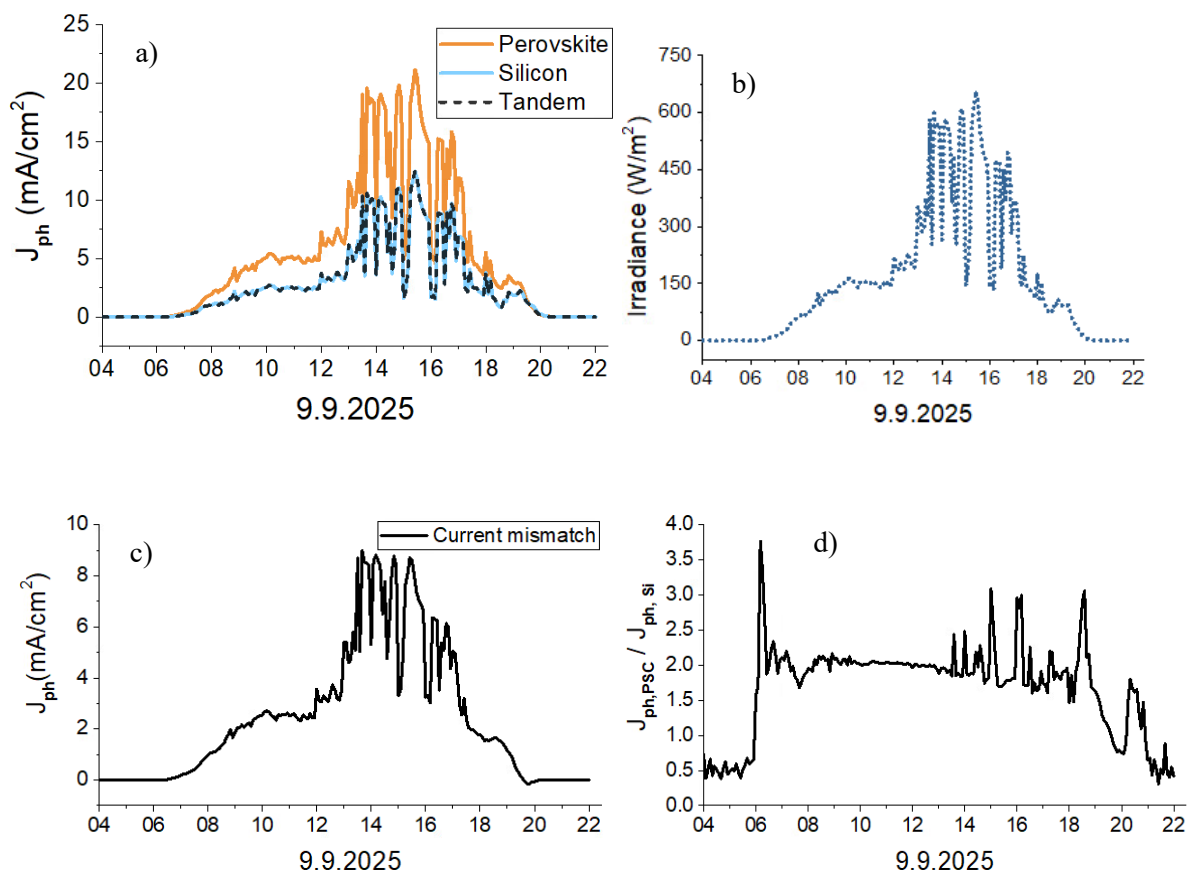 a)
25
20
15
10
5
0
J_ph (mA/cm²)
Perovskite
Silicon
Tandem
04 06 08 10 12 14 16 18 20 22
9.9.2025
b)
750
600
450
300
150
0
Irradiance (W/m²)
04 06 08 10 12 14 16 18 20 22
9.9.2025
c)
10
8
6
4
2
0
J_ph(mA/cm²)
Current mismatch
04 06 08 10 12 14 16 18 20 22
9.9.2025
d)
4.0
3.5
3.0
2.5
2.0
1.5
1.0
0.5
0.0
J_ph,PSC / J_ph, Si
04 06 08 10 12 14 16 18 20 22
9.9.2025